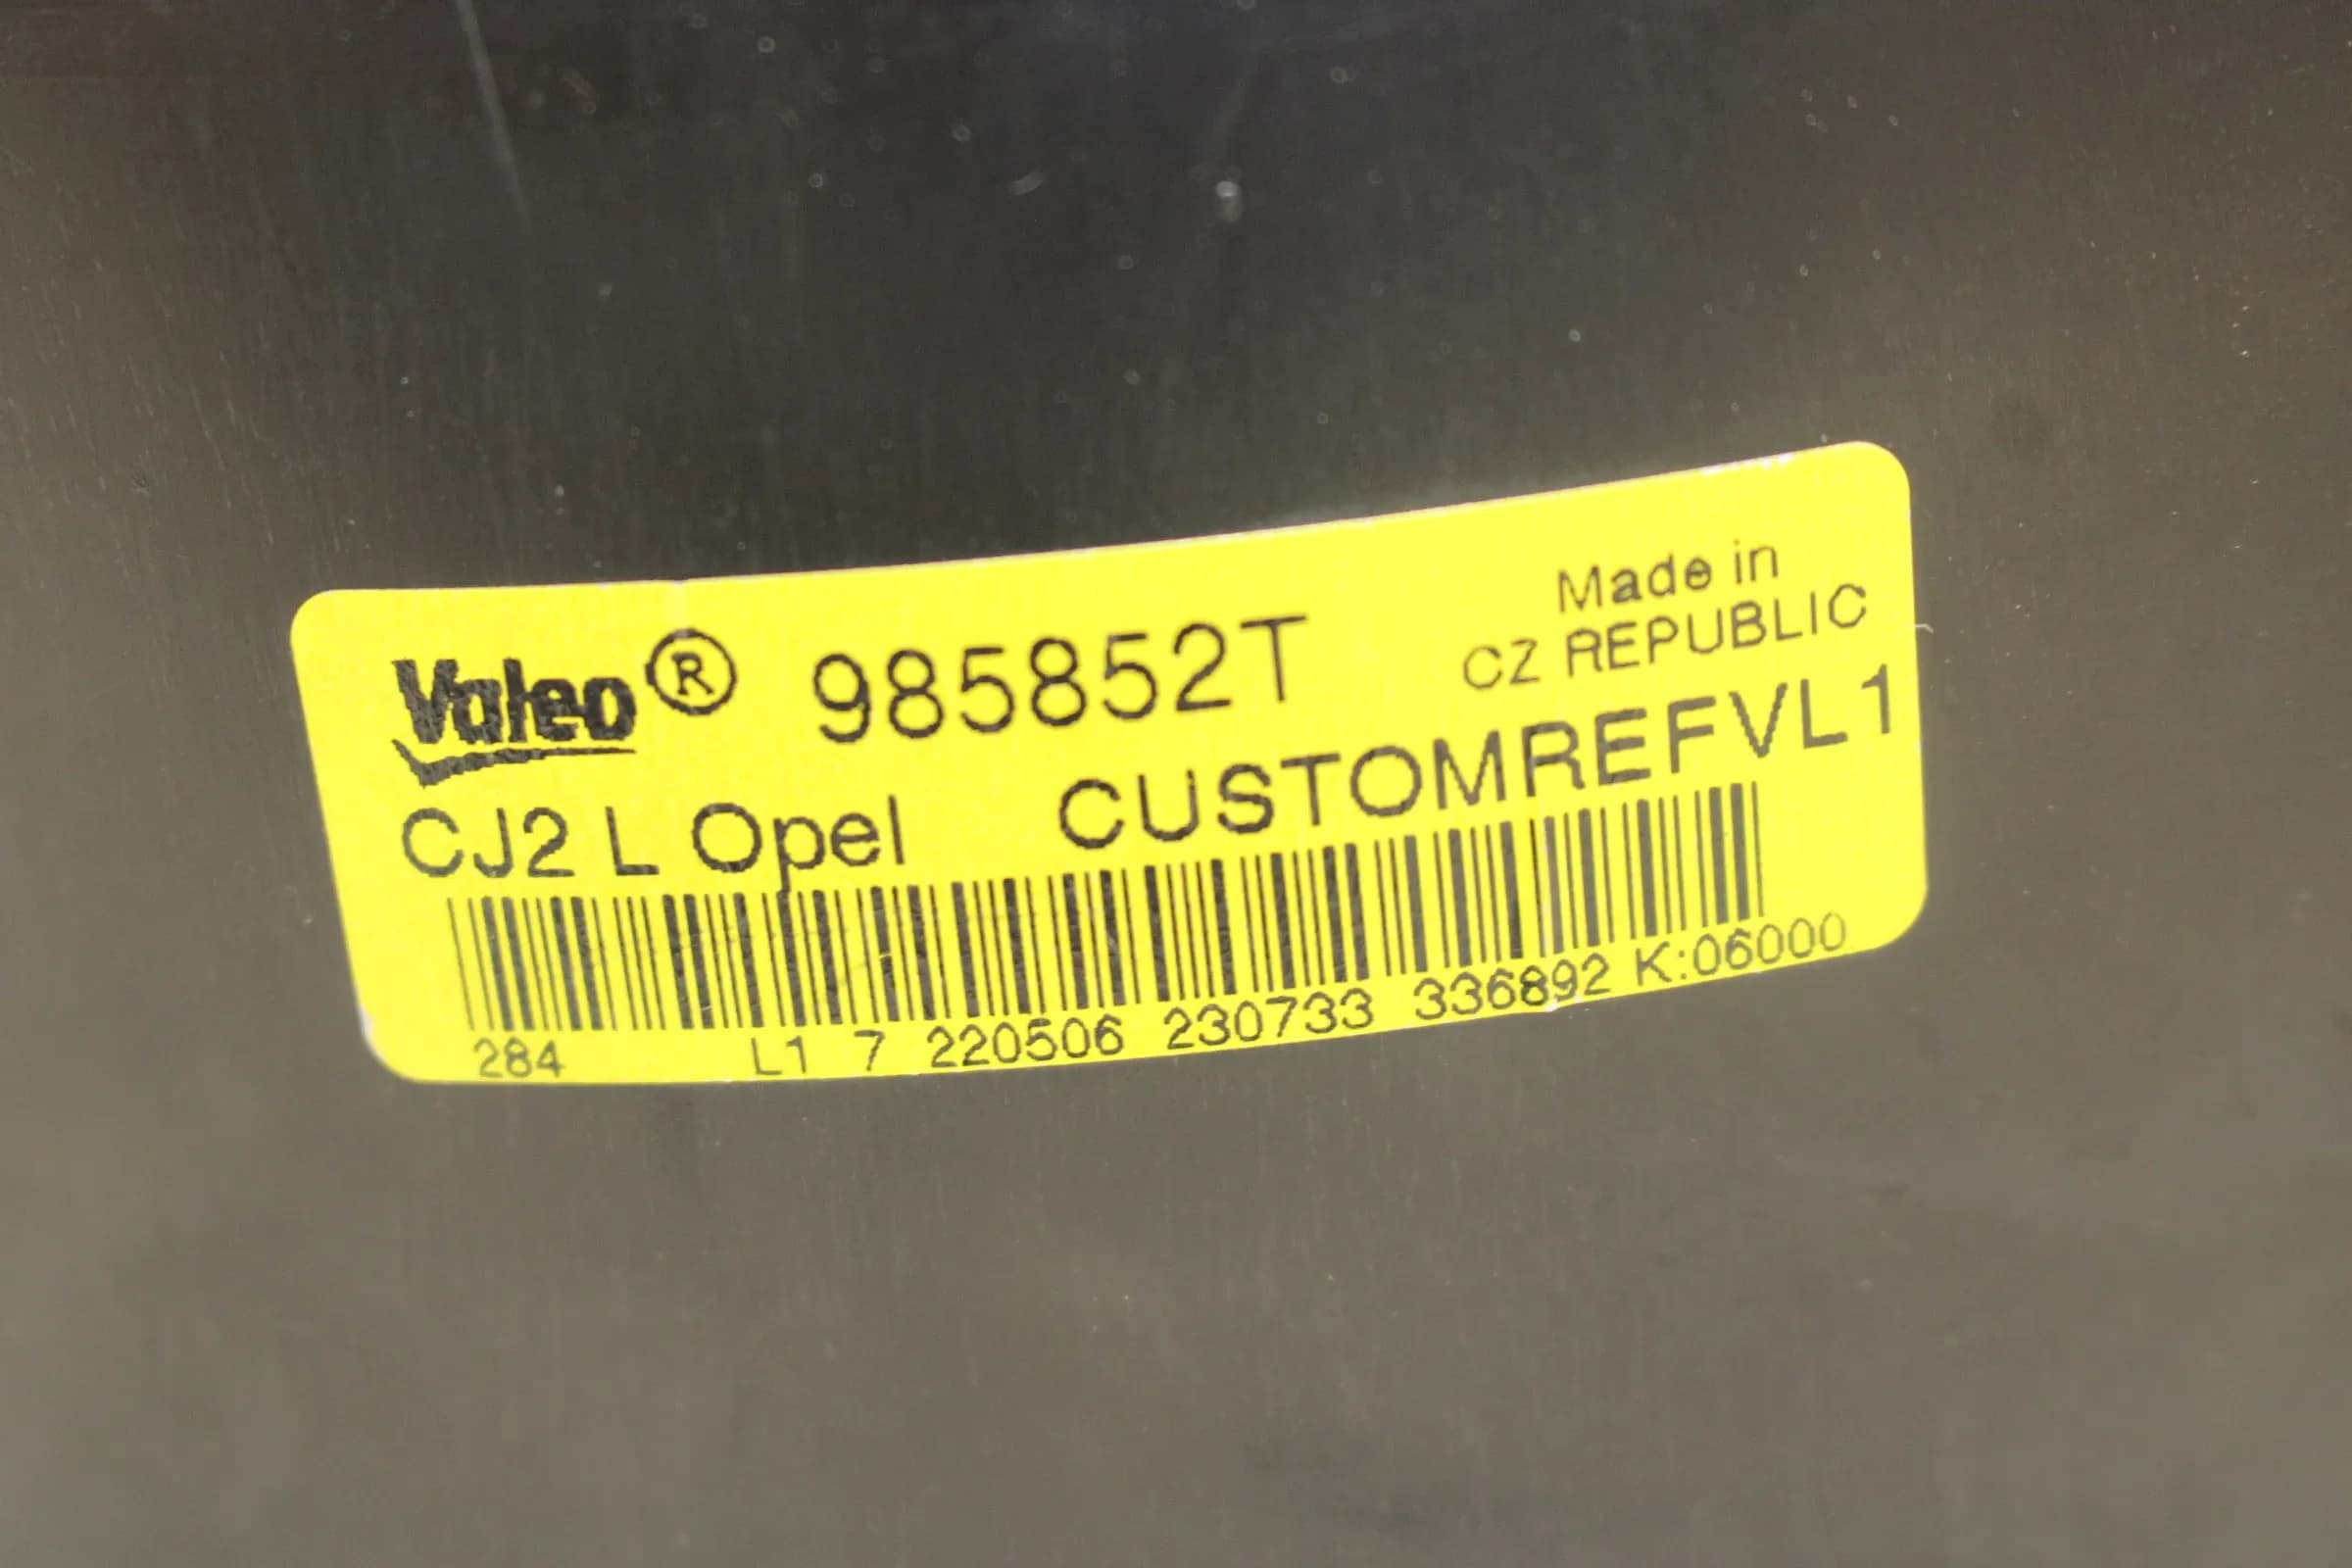 Valeo® 985852T
Made in
CZ REPUBLIC
CJ2 L Opel CUSTOMREFVL1
284 L1 7 220506 230733 336892 K:06000